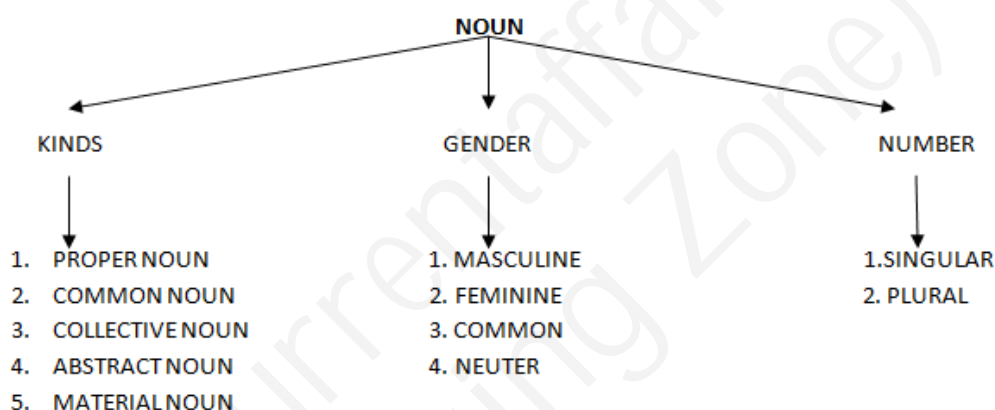 NOUN
KINDS
GENDER
NUMBER
1. PROPER NOUN
2. COMMON NOUN
3. COLLECTIVE NOUN
4. ABSTRACT NOUN
5. MATERIAL NOUN
1. MASCULINE
2. FEMININE
3. COMMON
4. NEUTER
1.SINGULAR
2. PLURAL